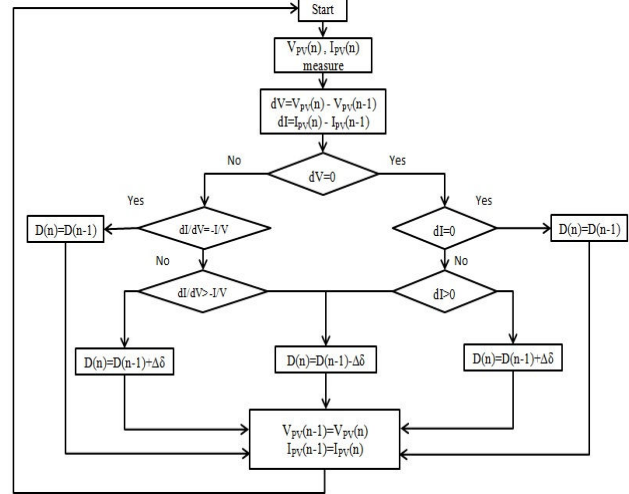 Start
V_PV(n) , I_PV(n)
measure
dV=V_PV(n) - V_PV(n-1)
dI=I_PV(n) - I_PV(n-1)
No
Yes
dV=0
Yes
Yes
D(n)=D(n-1)
dI/dV=-I/V
dI=0
D(n)=D(n-1)
No
No
dI/dV>-I/V
dI>0
D(n)=D(n-1)+Δδ
D(n)=D(n-1)-Δδ
D(n)=D(n-1)+Δδ
V_PV(n-1)=V_PV(n)
I_PV(n-1)=I_PV(n)